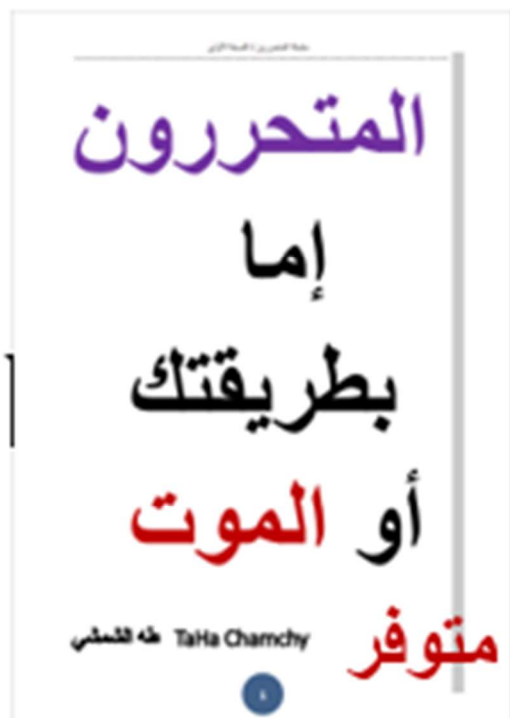 المتحررون
إما
بطريقتك
أو الموت
متوفر
طه الشمشي TaHa Chamchy